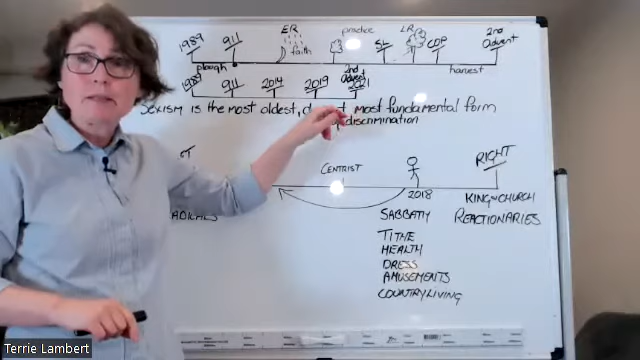 1989 911 ER practice LR 2nd Advent
faith SL COP
plough harvest
1989 911 2014 2019 2nd Advent 2021
Sexism is the most oldest, most fundamental form
discrimination
CENTRIST RIGHT
2018 KING & CHURCH
SABBATH REACTIONARIES
TITHE
HEALTH
DRESS
AMUSEMENTS
COUNTRY LIVING
Terrie Lambert